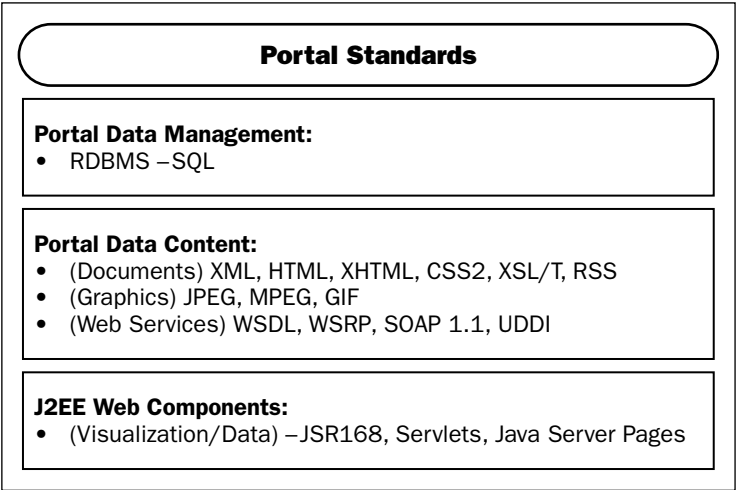 Portal Standards
Portal Data Management:
• RDBMS –SQL
Portal Data Content:
• (Documents) XML, HTML, XHTML, CSS2, XSL/T, RSS
• (Graphics) JPEG, MPEG, GIF
• (Web Services) WSDL, WSRP, SOAP 1.1, UDDI
J2EE Web Components:
• (Visualization/Data) –JSR168, Servlets, Java Server Pages